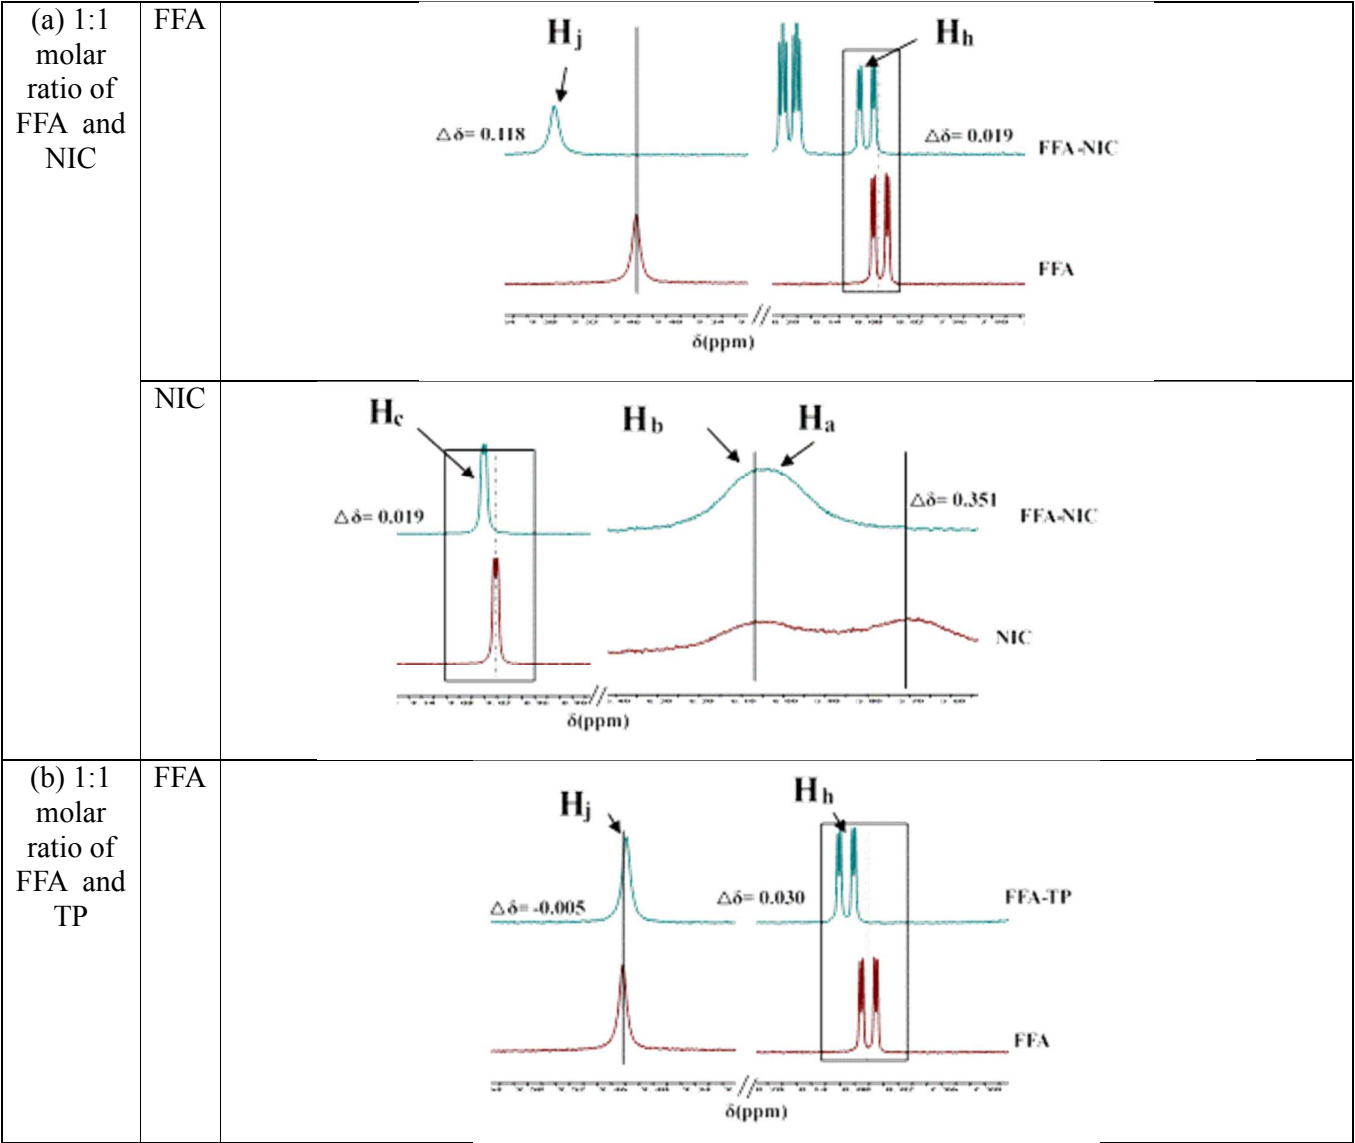 (a) 1:1
molar
ratio of
FFA and
NIC
FFA
Hj
Hh
△δ= 0.118
△δ= 0.019
FFA-NIC
FFA
δ(ppm)
NIC
Hc
Hb
Ha
△δ= 0.019
△δ= 0.351
FFA-NIC
NIC
δ(ppm)
(b) 1:1
molar
ratio of
FFA and
TP
FFA
Hj
Hh
△δ= -0.005
△δ= 0.030
FFA-TP
FFA
δ(ppm)